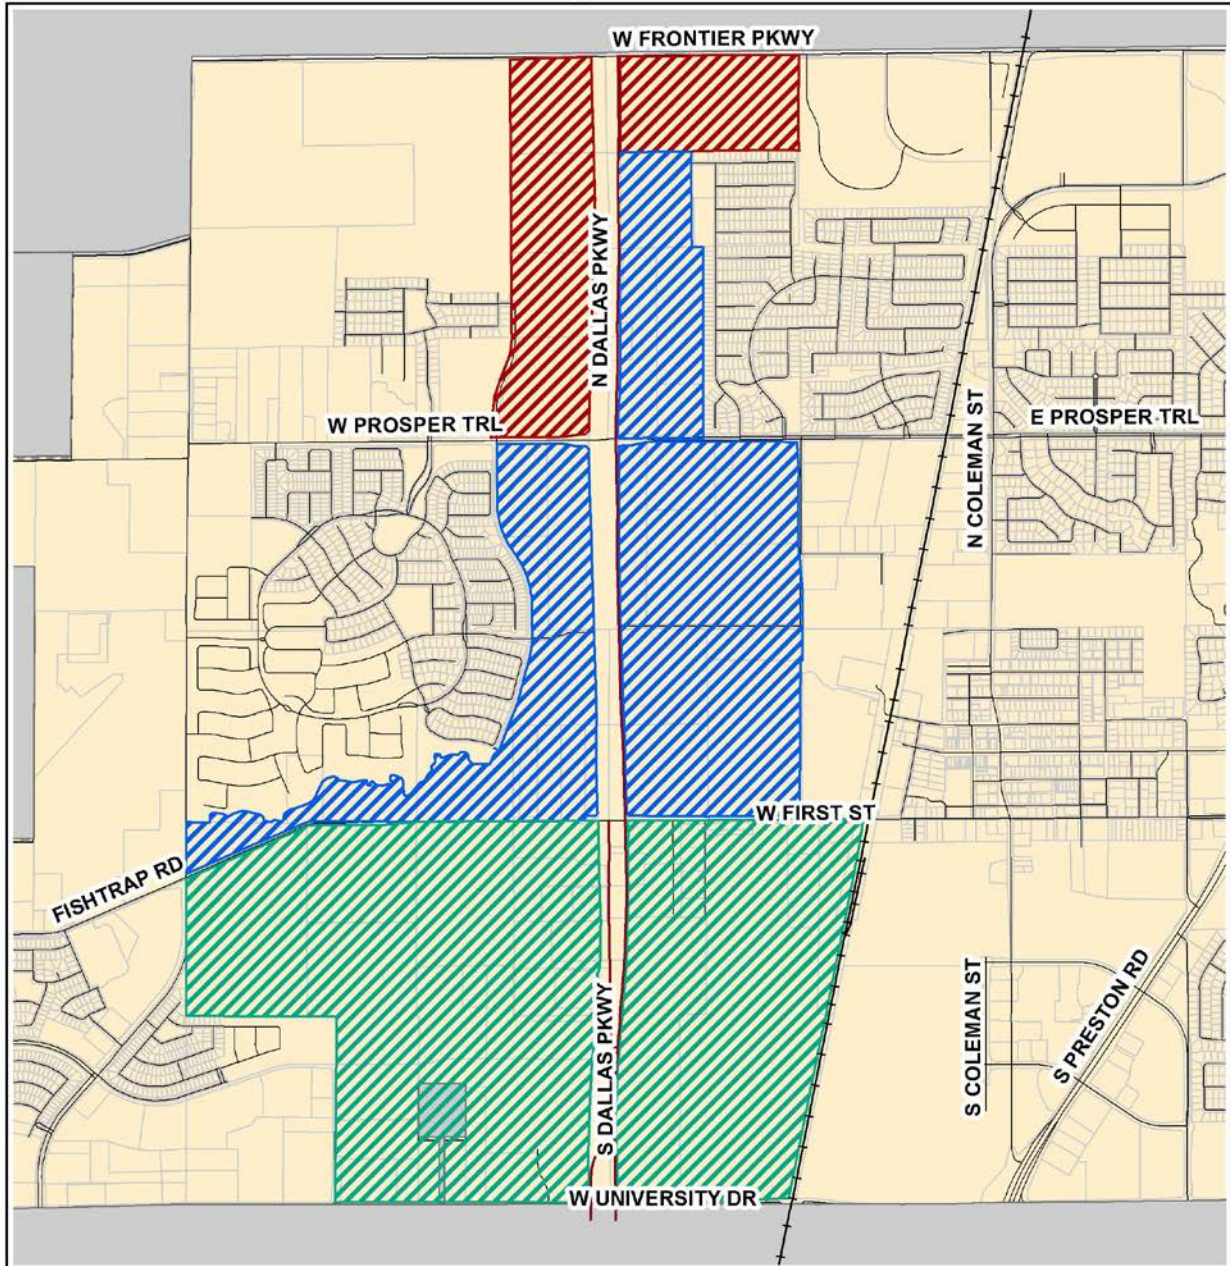 W FRONTIER PKWY
N DALLAS PKWY
W PROSPER TRL
E PROSPER TRL
N COLEMAN ST
W FIRST ST
FISHTRAP RD
S DALLAS PKWY
S COLEMAN ST
S PRESTON RD
W UNIVERSITY DR